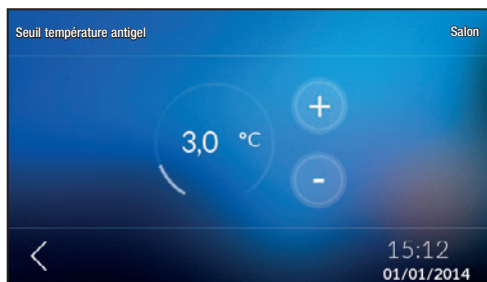 Seuil température antigel
Salon
3,0 °C
+
-
15:12
01/01/2014